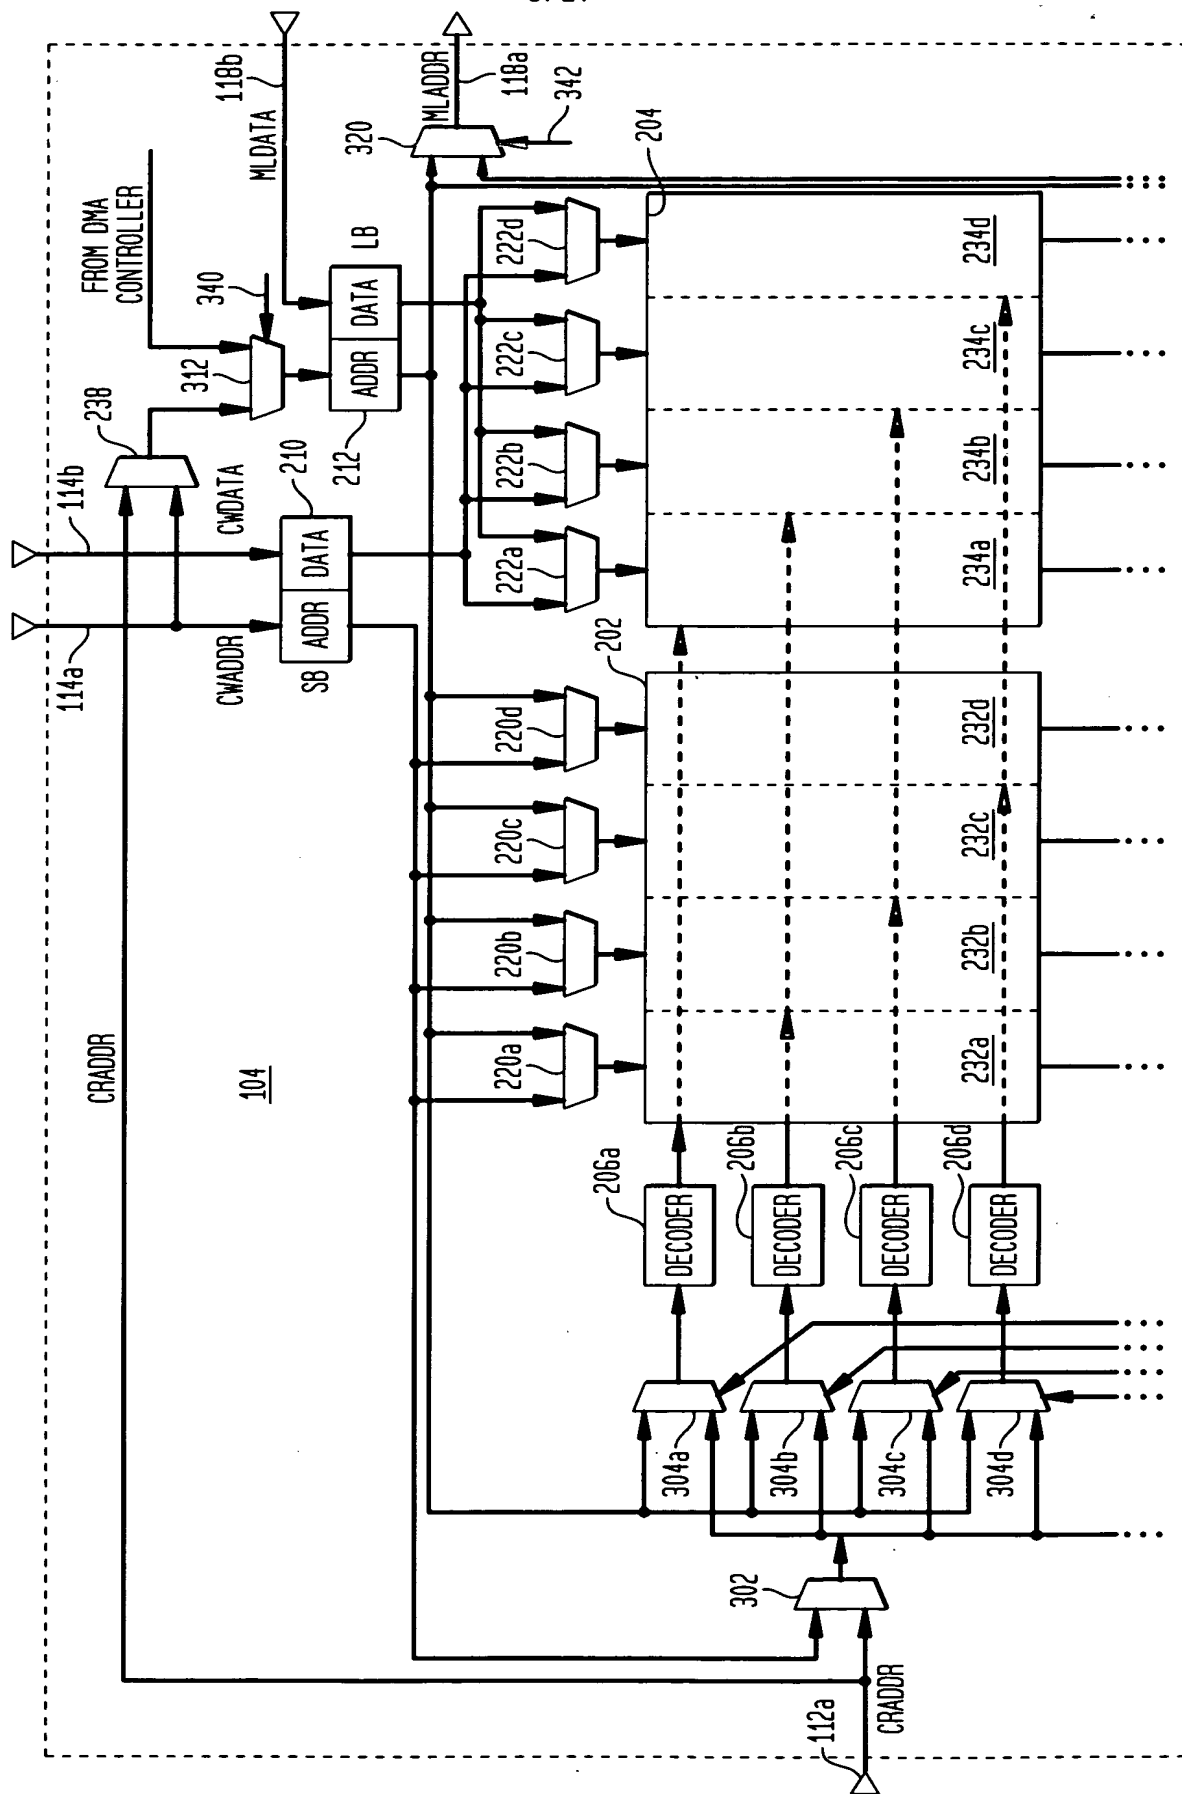 118b
MLDATA
FROM DMA
CONTROLLER
340
312
238
114b
114a
CWDATA
CWADDR
210
ADDR
DATA
SB
212
ADDR
DATA
LB
320
MLADDR
118a
342
CRADDR
104
220a
220b
220c
220d
222a
222b
222c
222d
202
204
232a
232b
232c
232d
234a
234b
234c
234d
206a
DECODER
206b
DECODER
206c
DECODER
206d
DECODER
304a
304b
304c
304d
302
CRADDR
112a